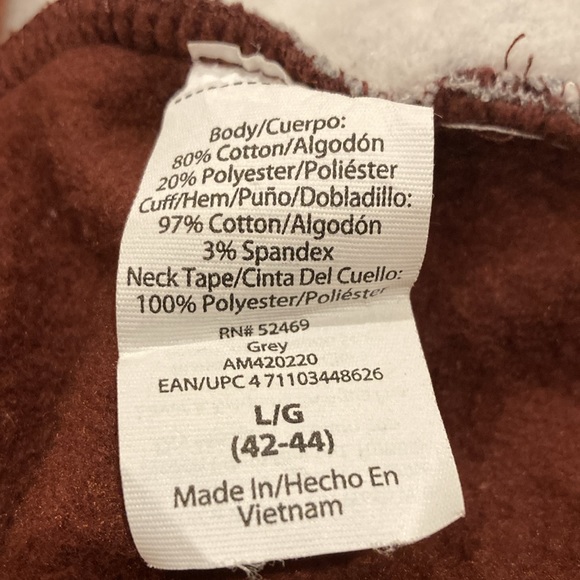 Body/Cuerpo:
80% Cotton/Algodón
20% Polyester/Poliéster
Cuff/Hem/Puño/Dobladillo:
97% Cotton/Algodón
3% Spandex
Neck Tape/Cinta Del Cuello:
100% Polyester/Poliéster
RN# 52469
Grey
AM420220
EAN/UPC 4 71103448626
L/G
(42-44)
Made In/Hecho En
Vietnam